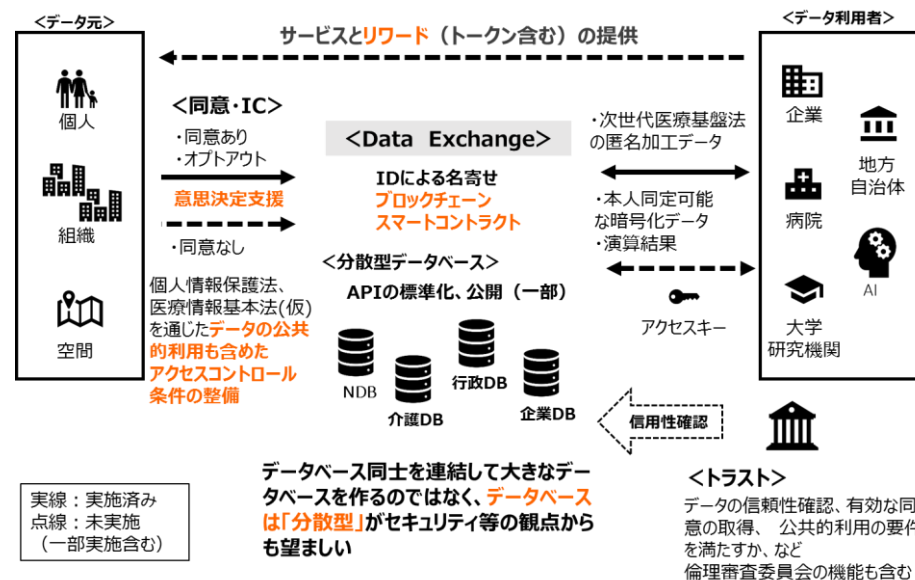 <データ元>
個人
組織
空間
サービスとリワード（トークン含む）の提供
<同意・IC>
・同意あり
・オプトアウト
意思決定支援
・同意なし
個人情報保護法、
医療情報基本法(仮)
を通じたデータの公共
的利用も含めた
アクセスコントロール
条件の整備
<Data Exchange>
IDによる名寄せ
ブロックチェーン
スマートコントラクト
<分散型データベース>
APIの標準化、公開（一部）
NDB
介護DB
行政DB
企業DB
・次世代医療基盤法
の匿名加工データ
・本人同定可能
な暗号化データ
・演算結果
アクセスキー
<データ利用者>
企業
病院
大学
研究機関
地方
自治体
AI
信用性確認
<トラスト>
データの信頼性確認、有効な同
意の取得、 公共的利用の要件
を満たすか、など
倫理審査委員会の機能も含む
データベース同士を連結して大きなデー
タベースを作るのではなく、データベース
は「分散型」がセキュリティ等の観点から
も望ましい
実線：実施済み
点線：未実施
（一部実施含む）